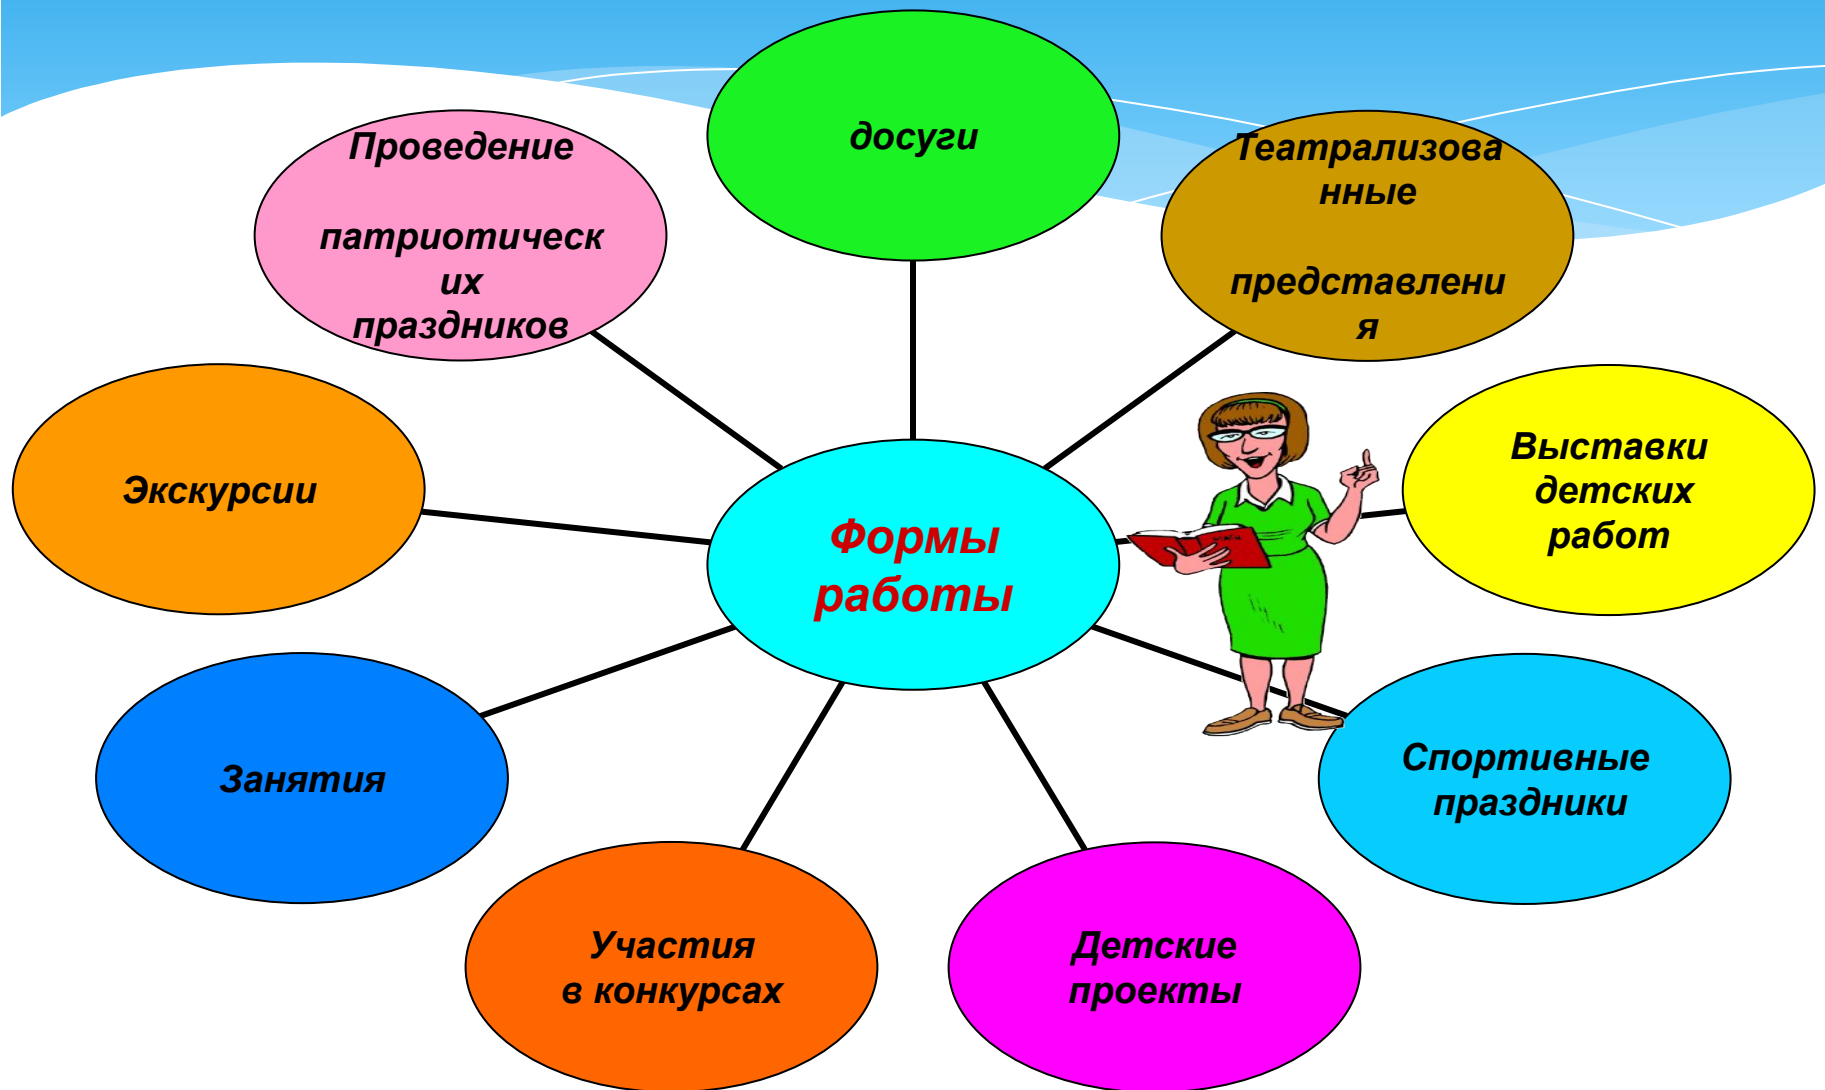 досуги
Проведение
патриотическ
их
праздников
Театрализова
нные
представлени
я
Экскурсии
Выставки
детских
работ
Формы
работы
Занятия
Спортивные
праздники
Участия
в конкурсах
Детские
проекты